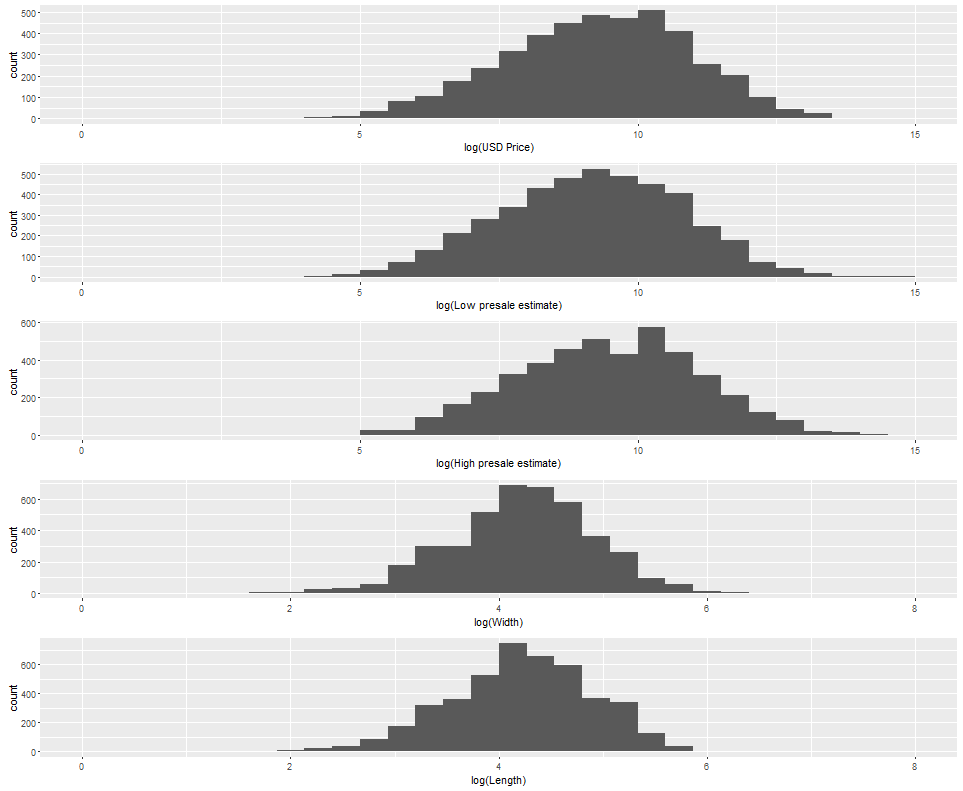 500
400
300
200
100
0
count
0 5 10 15
log(USD Price)
500
400
300
200
100
0
count
0 5 10 15
log(Low presale estimate)
600
400
200
0
count
0 5 10 15
log(High presale estimate)
600
400
200
0
count
0 2 4 6 8
log(Width)
600
400
200
0
count
0 2 4 6 8
log(Length)